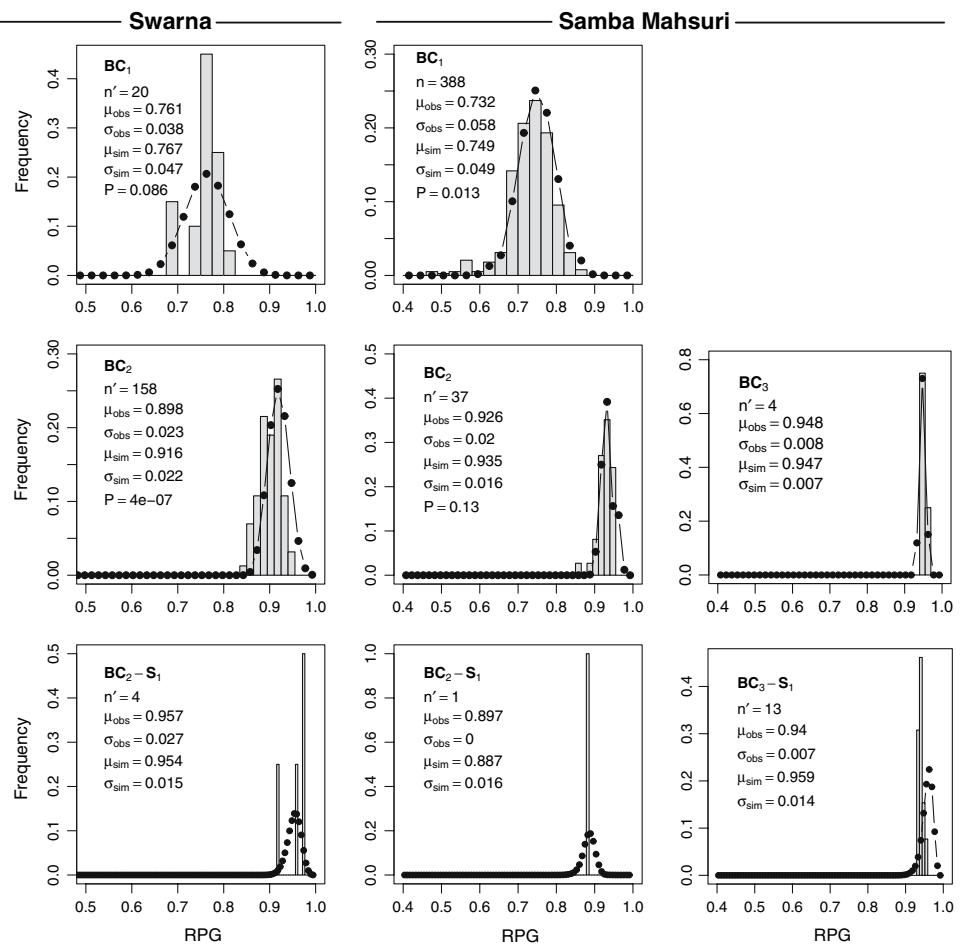 Swarna
Samba Mahsuri
BC₁
n′ = 20
μobs = 0.761
σobs = 0.038
μsim = 0.767
σsim = 0.047
P = 0.086
Frequency
0.0 0.1 0.2 0.3 0.4
0.5 0.6 0.7 0.8 0.9 1.0
BC₁
n = 388
μobs = 0.732
σobs = 0.058
μsim = 0.749
σsim = 0.049
P = 0.013
0.00 0.10 0.20 0.30
0.4 0.5 0.6 0.7 0.8 0.9 1.0
BC₂
n′ = 158
μobs = 0.898
σobs = 0.023
μsim = 0.916
σsim = 0.022
P = 4e−07
Frequency
0.00 0.10 0.20 0.30
0.5 0.6 0.7 0.8 0.9 1.0
BC₂
n′ = 37
μobs = 0.926
σobs = 0.02
μsim = 0.935
σsim = 0.016
P = 0.13
0.0 0.1 0.2 0.3 0.4 0.5
0.4 0.5 0.6 0.7 0.8 0.9 1.0
BC₃
n′ = 4
μobs = 0.948
σobs = 0.008
μsim = 0.947
σsim = 0.007
0.0 0.2 0.4 0.6 0.8
0.4 0.5 0.6 0.7 0.8 0.9 1.0
BC₂ − S₁
n′ = 4
μobs = 0.957
σobs = 0.027
μsim = 0.954
σsim = 0.015
Frequency
0.0 0.1 0.2 0.3 0.4 0.5
0.5 0.6 0.7 0.8 0.9 1.0
RPG
BC₂ − S₁
n′ = 1
μobs = 0.897
σobs = 0
μsim = 0.887
σsim = 0.016
0.0 0.2 0.4 0.6 0.8 1.0
0.4 0.5 0.6 0.7 0.8 0.9 1.0
RPG
BC₃ − S₁
n′ = 13
μobs = 0.94
σobs = 0.007
μsim = 0.959
σsim = 0.014
0.0 0.1 0.2 0.3 0.4
0.4 0.5 0.6 0.7 0.8 0.9 1.0
RPG